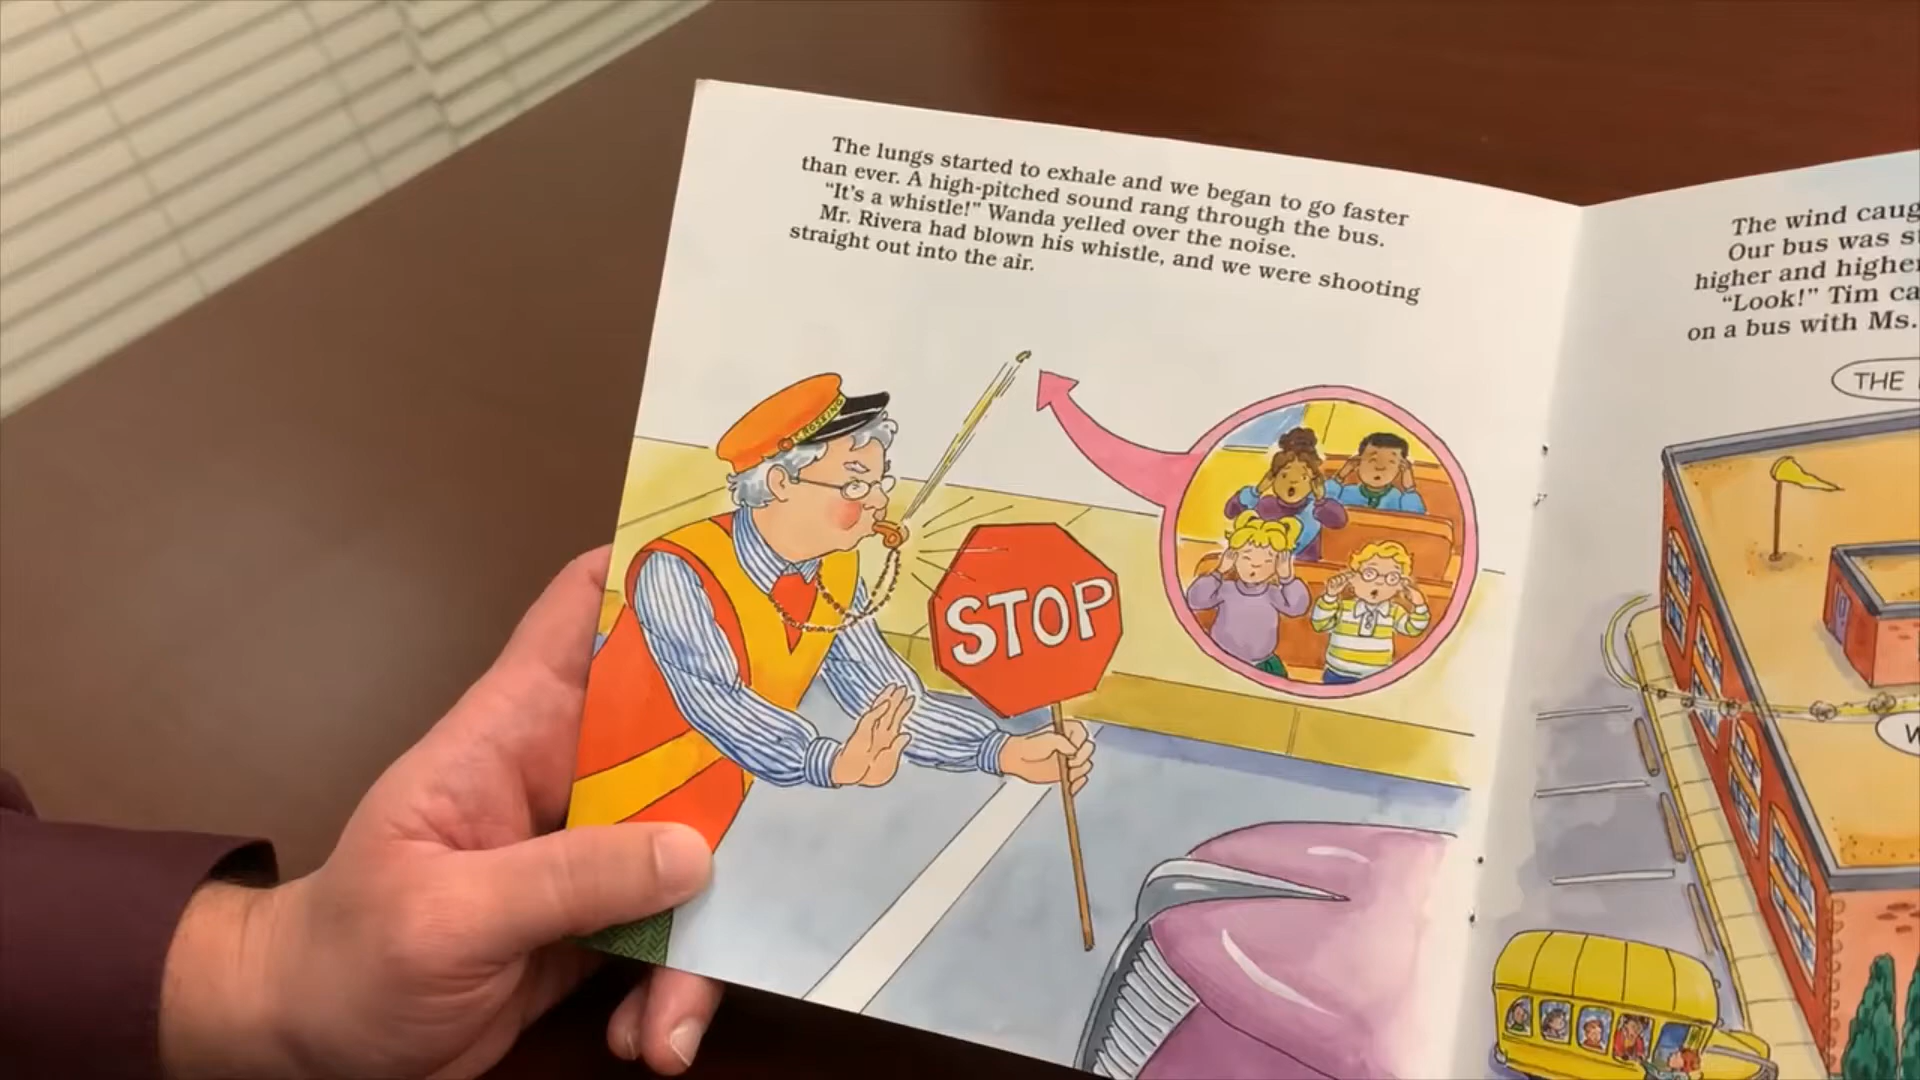 The lungs started to exhale and we began to go faster
than ever. A high-pitched sound rang through the bus.
“It’s a whistle!” Wanda yelled over the noise.
Mr. Rivera had blown his whistle, and we were shooting
straight out into the air.
CROSSING
STOP
The wind
Our bus was
higher and
“Look!” Tim
on a bus with Ms.
THE